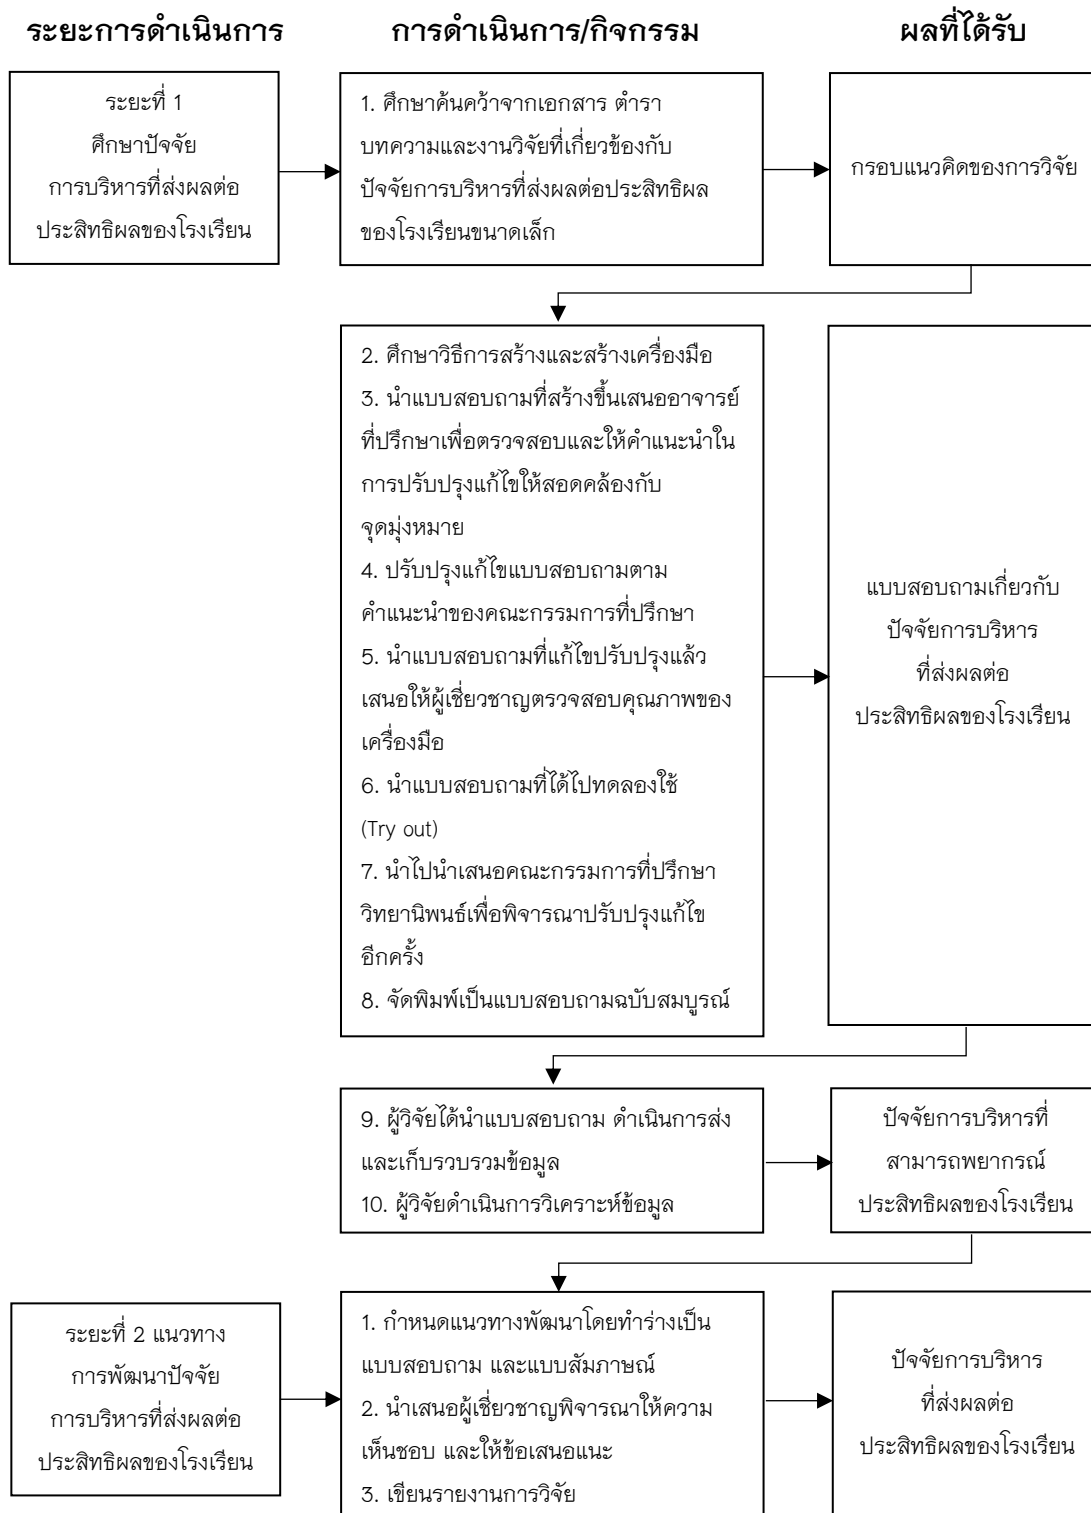 ระยะการดำเนินการ
การดำเนินการ/กิจกรรม
ผลที่ได้รับ
ระยะที่ 1
ศึกษาปัจจัย
การบริหารที่ส่งผลต่อ
ประสิทธิผลของโรงเรียน
1. ศึกษาค้นคว้าจากเอกสาร ตำรา
บทความและงานวิจัยที่เกี่ยวข้องกับ
ปัจจัยการบริหารที่ส่งผลต่อประสิทธิผล
ของโรงเรียนขนาดเล็ก
กรอบแนวคิดของการวิจัย
2. ศึกษาวิธีการสร้างและสร้างเครื่องมือ
3. นำแบบสอบถามที่สร้างขึ้นเสนออาจารย์
ที่ปรึกษาเพื่อตรวจสอบและให้คำแนะนำใน
การปรับปรุงแก้ไขให้สอดคล้องกับ
จุดมุ่งหมาย
4. ปรับปรุงแก้ไขแบบสอบถามตาม
คำแนะนำของคณะกรรมการที่ปรึกษา
5. นำแบบสอบถามที่แก้ไขปรับปรุงแล้ว
เสนอให้ผู้เชี่ยวชาญตรวจสอบคุณภาพของ
เครื่องมือ
6. นำแบบสอบถามที่ได้ไปทดลองใช้
(Try out)
7. นำไปนำเสนอคณะกรรมการที่ปรึกษา
วิทยานิพนธ์เพื่อพิจารณาปรับปรุงแก้ไข
อีกครั้ง
8. จัดพิมพ์เป็นแบบสอบถามฉบับสมบูรณ์
แบบสอบถามเกี่ยวกับ
ปัจจัยการบริหาร
ที่ส่งผลต่อ
ประสิทธิผลของโรงเรียน
9. ผู้วิจัยได้นำแบบสอบถาม ดำเนินการส่ง
และเก็บรวบรวมข้อมูล
10. ผู้วิจัยดำเนินการวิเคราะห์ข้อมูล
ปัจจัยการบริหารที่
สามารถพยากรณ์
ประสิทธิผลของโรงเรียน
ระยะที่ 2 แนวทาง
การพัฒนาปัจจัย
การบริหารที่ส่งผลต่อ
ประสิทธิผลของโรงเรียน
1. กำหนดแนวทางพัฒนาโดยทำร่างเป็น
แบบสอบถาม และแบบสัมภาษณ์
2. นำเสนอผู้เชี่ยวชาญพิจารณาให้ความ
เห็นชอบ และให้ข้อเสนอแนะ
3. เขียนรายงานการวิจัย
ปัจจัยการบริหาร
ที่ส่งผลต่อ
ประสิทธิผลของโรงเรียน